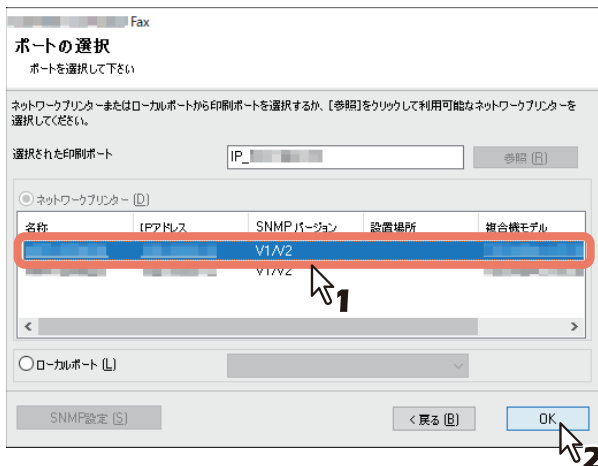 Fax
ポートの選択
ポートを選択して下さい
ネットワークプリンターまたはローカルポートから印刷ポートを選択するか、[参照]をクリックして利用可能なネットワークプリンターを
選択してください。
選択された印刷ポート IP_ 参照 (R)
ネットワークプリンター (D)
名称 IPアドレス SNMP バージョン 設置場所 複合機モデル
V1/V2
V1/V2
1
ローカルポート (L)
SNMP設定 (S) < 戻る (B) OK
2